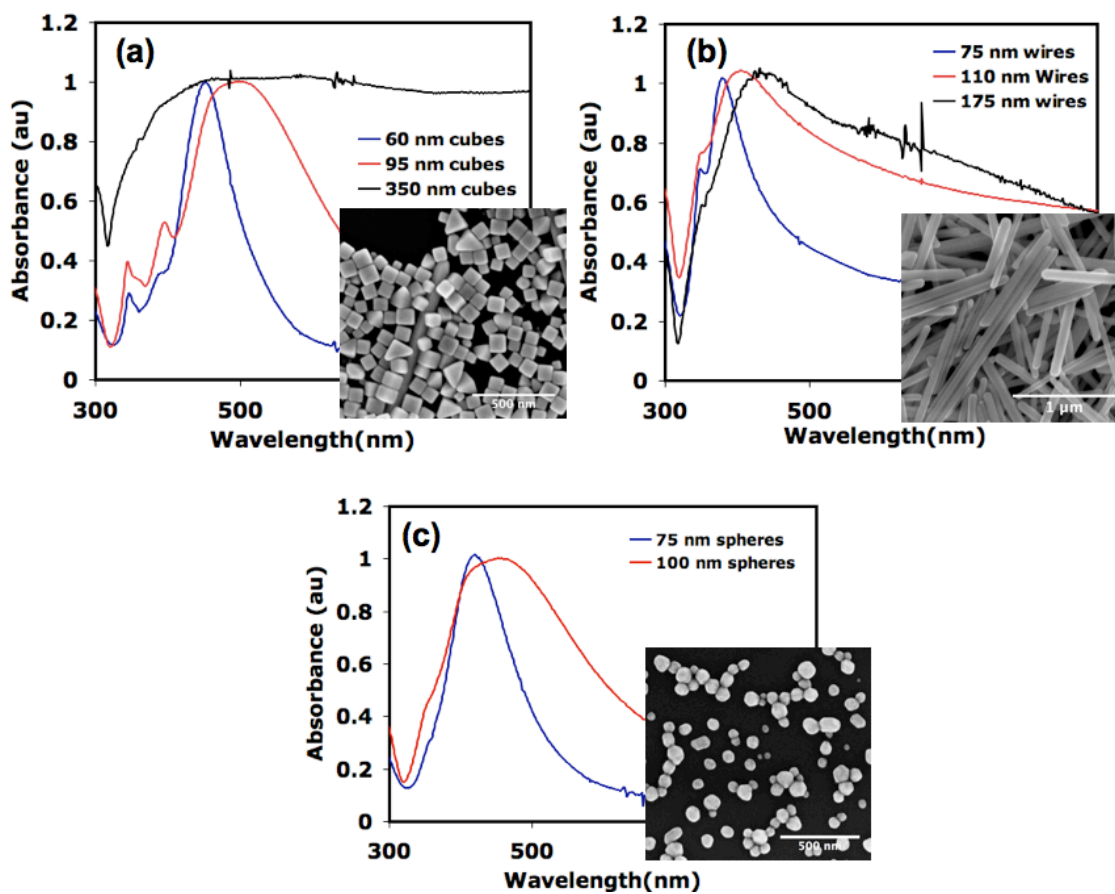 (a)
1.2
1
0.8
0.6
0.4
0.2
0
Absorbance (au)
60 nm cubes
95 nm cubes
350 nm cubes
500 nm
300
500
Wavelength(nm)
(b)
1.2
1
0.8
0.6
0.4
0.2
0
Absorbance (au)
75 nm wires
110 nm Wires
175 nm wires
1 µm
300
500
Wavelength(nm)
(c)
1.2
1
0.8
0.6
0.4
0.2
0
Absorbance (au)
75 nm spheres
100 nm spheres
500 nm
300
500
Wavelength(nm)